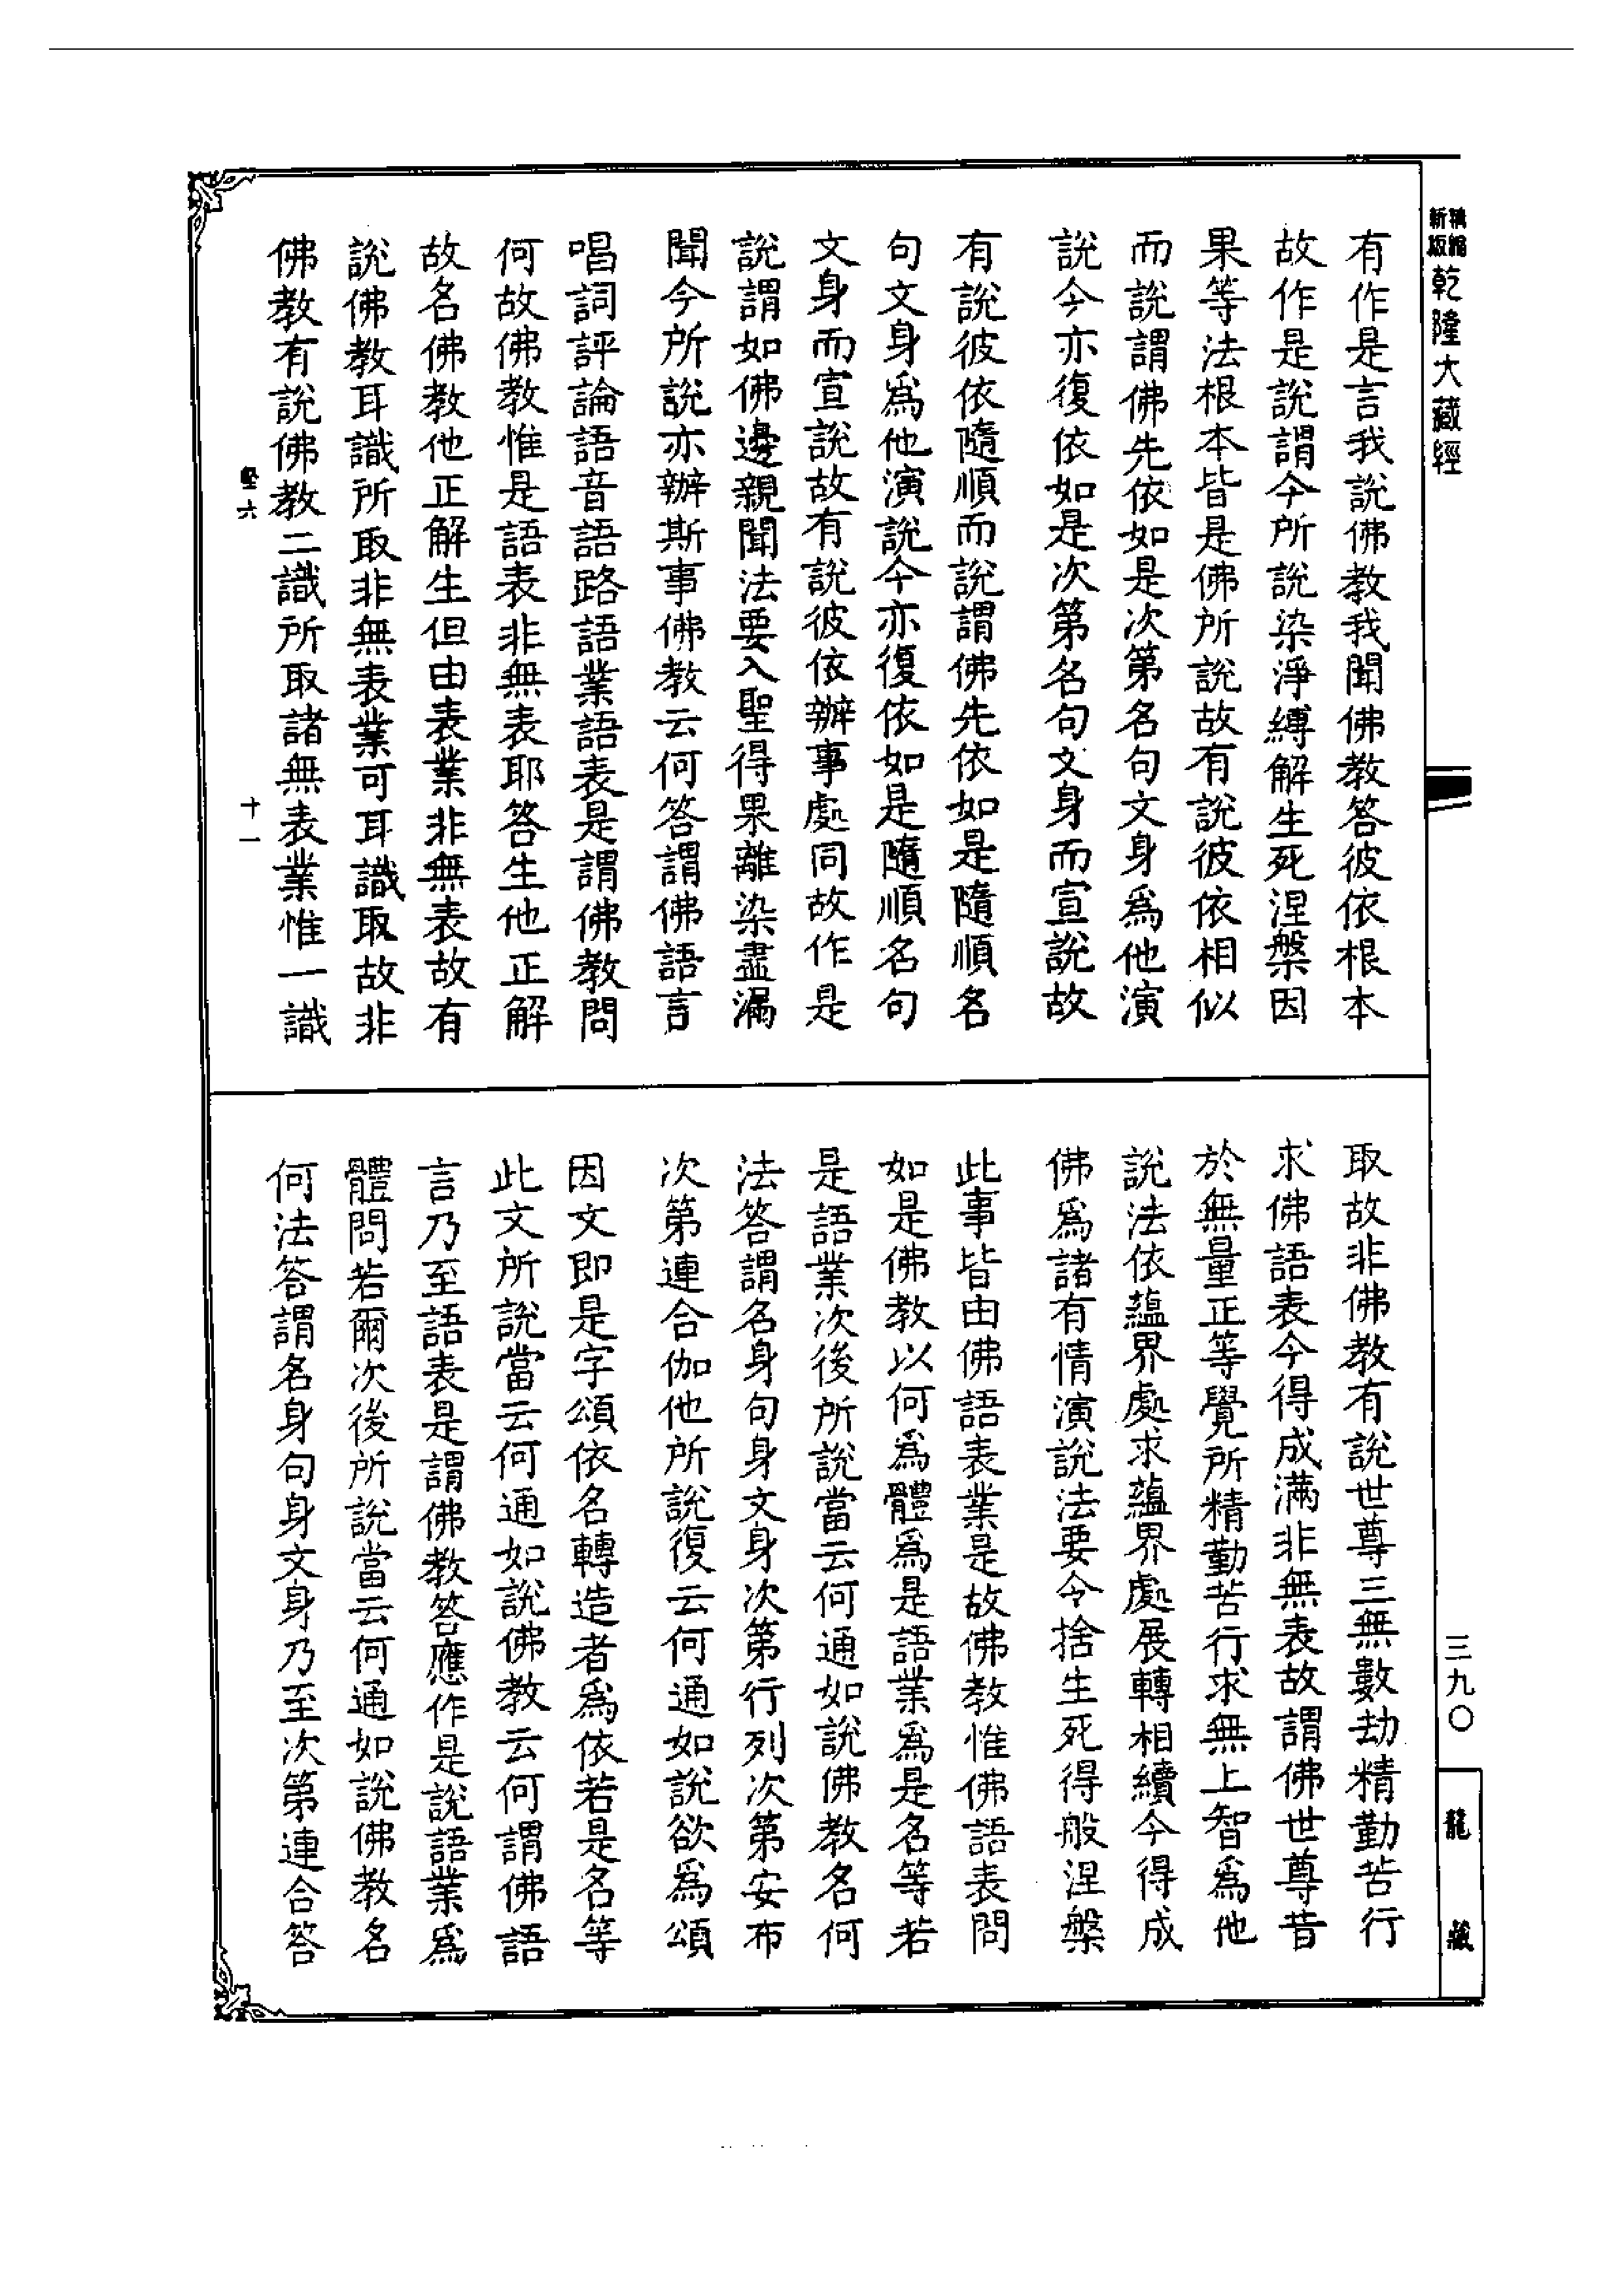 精縮新版乾隆大藏經
有作是言我說佛教我聞佛教答彼依根本
故作是說謂今所說染淨縛解生死涅槃因
果等法根本皆是佛所說故有說彼依相似
而說謂佛先依如是次第名句文身爲他演
說今亦復依如是次第名句文身而宣說故
有說彼依隨順而說謂佛先依如是隨順名
句文身爲他演說今亦復依如是隨順名句
文身而宣說故有說彼依辦事處同故作是
說謂如佛邊親聞法要入聖得果離染盡漏
聞今所說亦辦斯事佛教云何答謂佛語言
唱詞評論語音語路語業語表是謂佛教問
何故佛教惟是語表非無表耶答生他正解
故名佛教他正解生但由表業非無表故有
說佛教耳識所取非無表業可耳識取故非
佛教有說佛教二識所取諸無表業惟一識
堅六 十一
取故非佛教有說世尊三無數劫精勤苦行
求佛語表今得成滿非無表故謂佛世尊昔
於無量正等覺所精勤苦行求無上智爲他
說法依蘊界處求蘊界處展轉相續今得成
佛爲諸有情演說法要令捨生死得般涅槃
此事皆由佛語表業是故佛教惟佛語表問
如是佛教以何爲體爲是語業爲是名等若
是語業次後所說當云何通如說佛教名何
法答謂名身句身文身次第行列次第安布
次第連合伽他所說復云何通如說欲爲頌
因文即是字頌依名轉造者爲依若是名等
此文所說當云何通如說佛教云何謂佛語
言乃至語表是謂佛教答應作是說語業爲
體問若爾次後所說當云何通如說佛教名
何法答謂名身句身文身乃至次第連合答
三九〇
龍藏